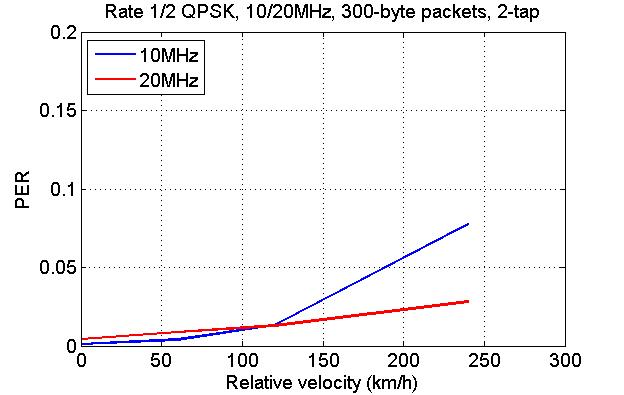 Rate 1/2 QPSK, 10/20MHz, 300-byte packets, 2-tap
0.2
10MHz
20MHz
0.15
PER
0.1
0.05
0
0 50 100 150 200 250 300
Relative velocity (km/h)